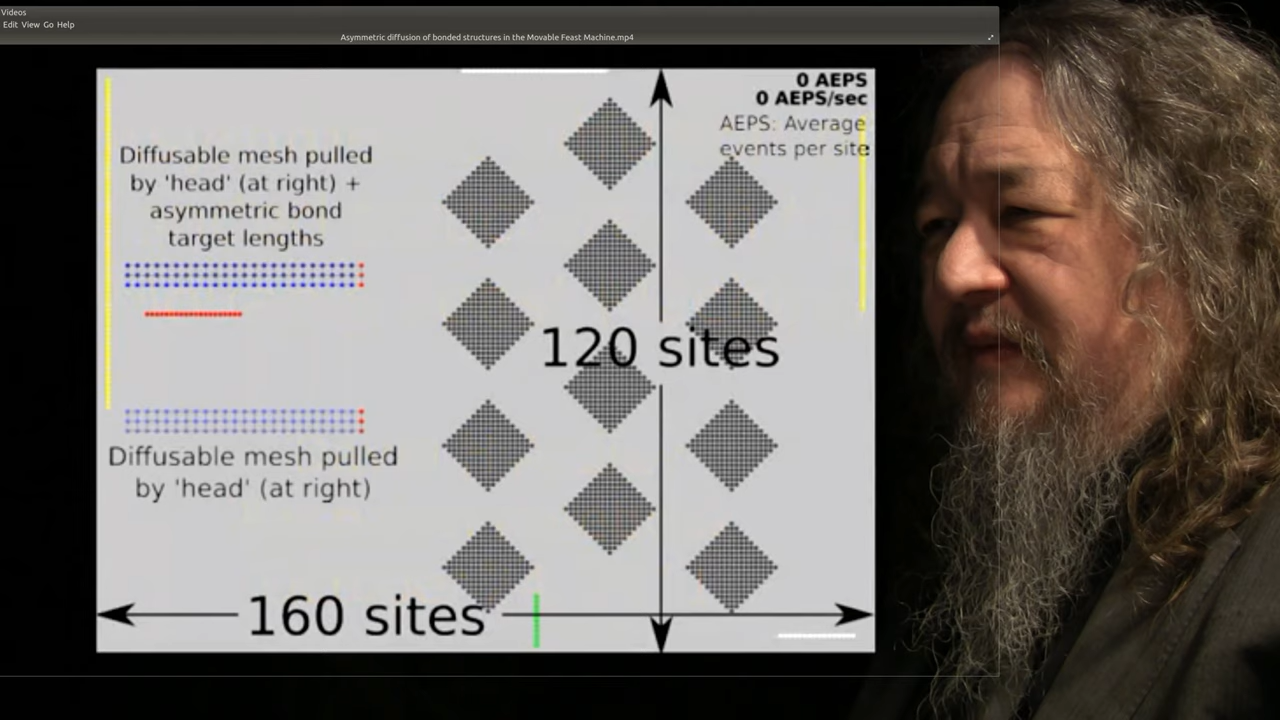 Videos
Edit View Go Help
Asymmetric diffusion of bonded structures in the Movable Feast Machine.mp4
0 AEPS
0 AEPS/sec
AEPS: Average
events per site
Diffusable mesh pulled
by 'head' (at right) +
asymmetric bond
target lengths
120 sites
Diffusable mesh pulled
by 'head' (at right)
160 sites